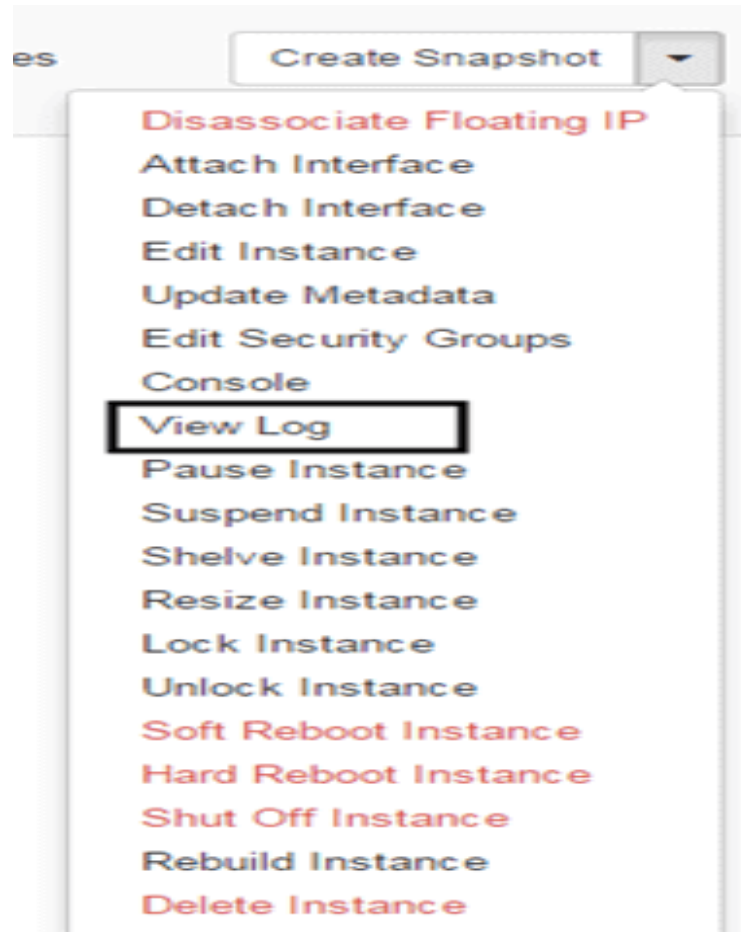 es
Create Snapshot
Disassociate Floating IP
Attach Interface
Detach Interface
Edit Instance
Update Metadata
Edit Security Groups
Console
View Log
Pause Instance
Suspend Instance
Shelve Instance
Resize Instance
Lock Instance
Unlock Instance
Soft Reboot Instance
Hard Reboot Instance
Shut Off Instance
Rebuild Instance
Delete Instance